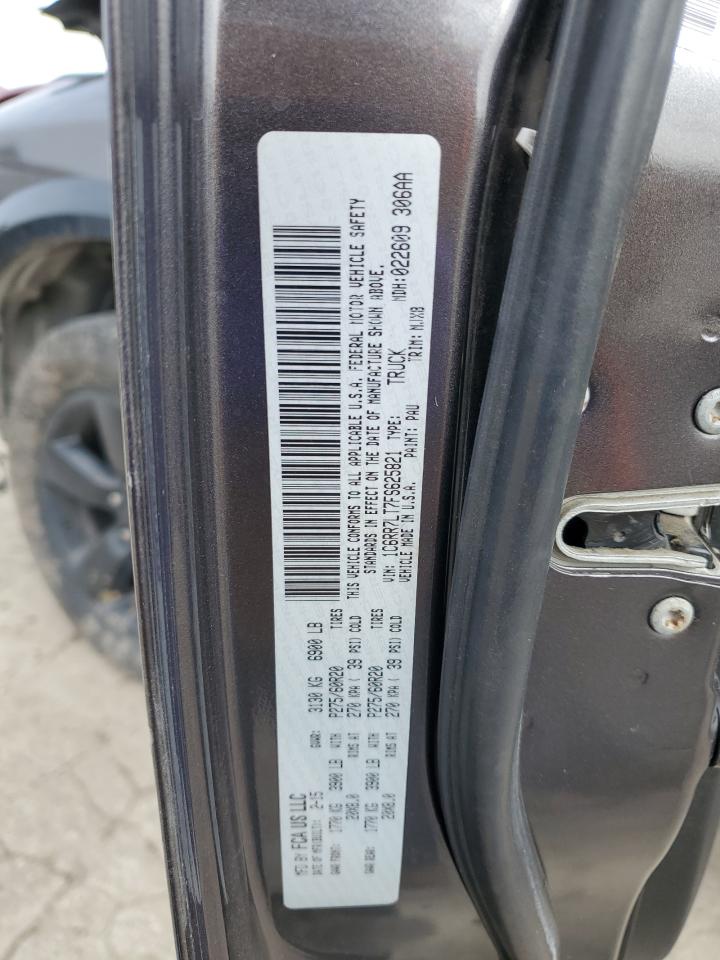 MFD BY FCA US LLC
DATE OF MFR(BUILT): 2-15 GVWR: 3130 KG 6900 LB
GAWR FRONT: 1770 KG 3900 LB WITH P275/60R20 TIRES
20X8.0 RIMS AT 270 KPA ( 39 PSI) COLD
GAWR REAR: 1770 KG 3900 LB WITH P275/60R20 TIRES
20X8.0 RIMS AT 270 KPA ( 39 PSI) COLD
THIS VEHICLE CONFORMS TO ALL APPLICABLE U.S.A. FEDERAL MOTOR VEHICLE SAFETY
STANDARDS IN EFFECT ON THE DATE OF MANUFACTURE SHOWN ABOVE.
VIN: 1C6RR7LT7FS625821 TYPE: TRUCK MDH:022609 306AA
VEHICLE MADE IN U.S.A. PAINT: PAU TRIM: MJX8